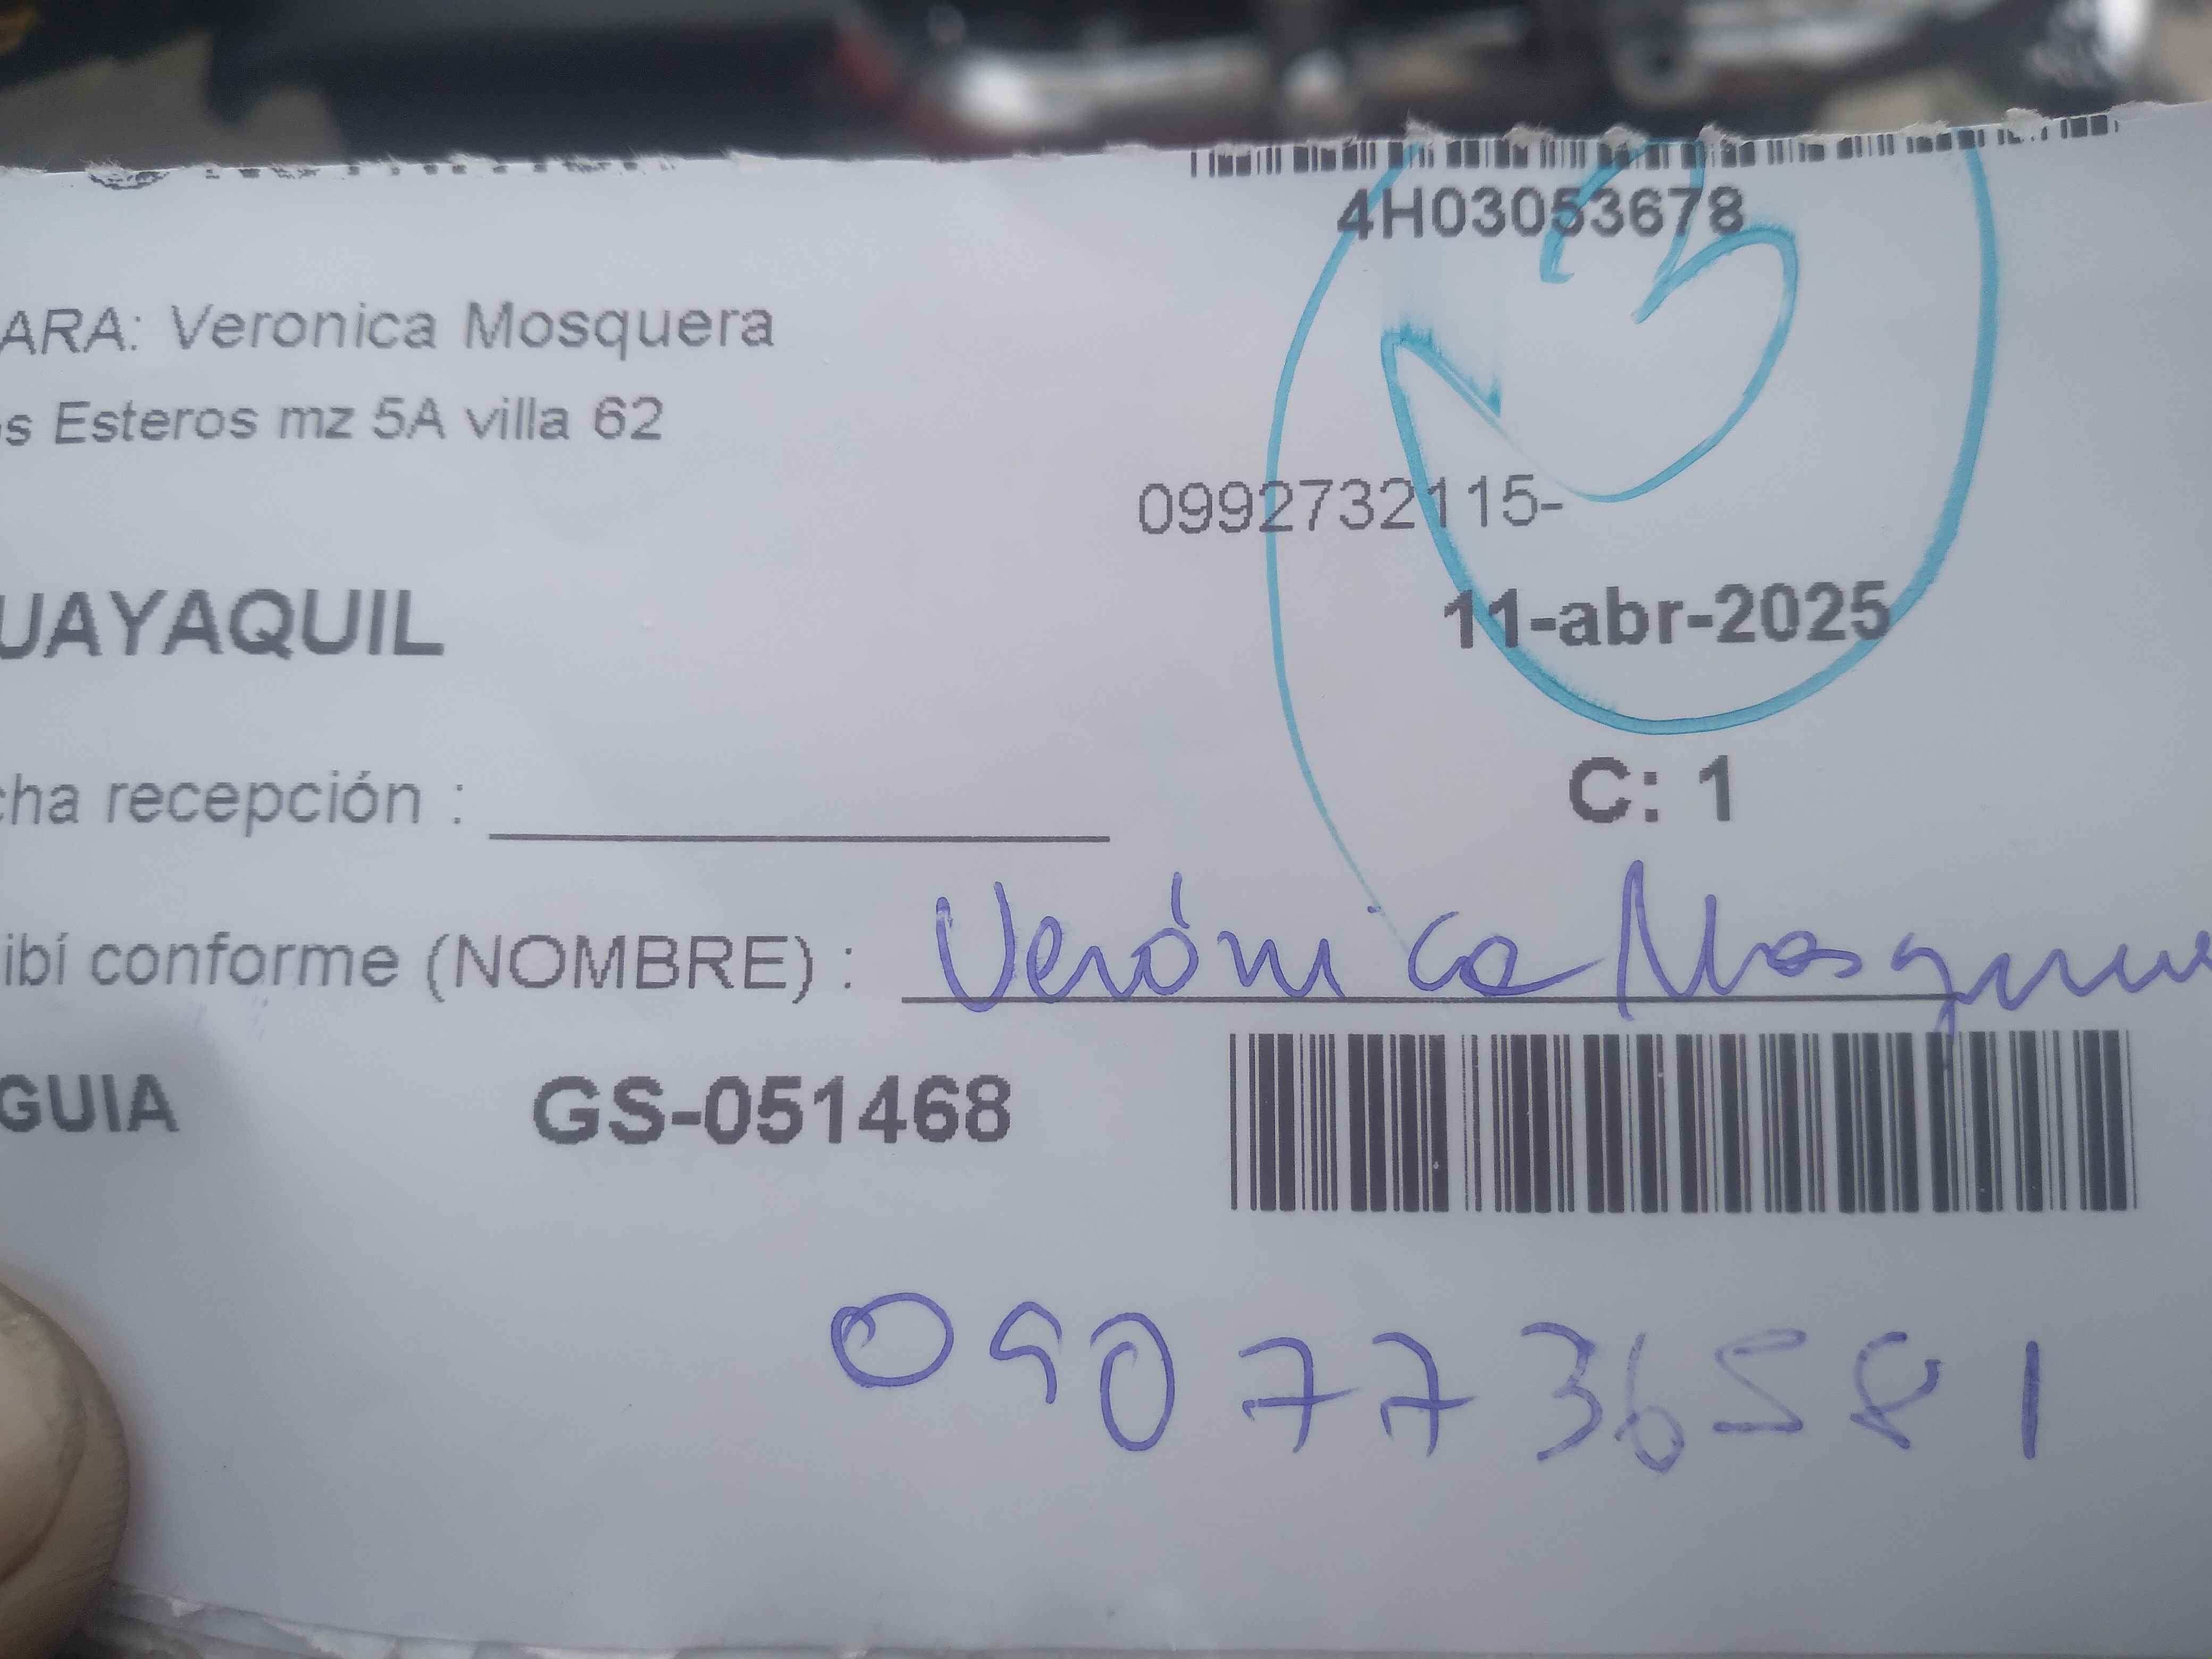 4H03053678
ARA: Veronica Mosquera
s Esteros mz 5A villa 62
0992732115-
UAYAQUIL
11-abr-2025
cha recepción :
C: 1
ibí conforme (NOMBRE) : Verónica Mosquera
GUIA GS-051468
0907736581